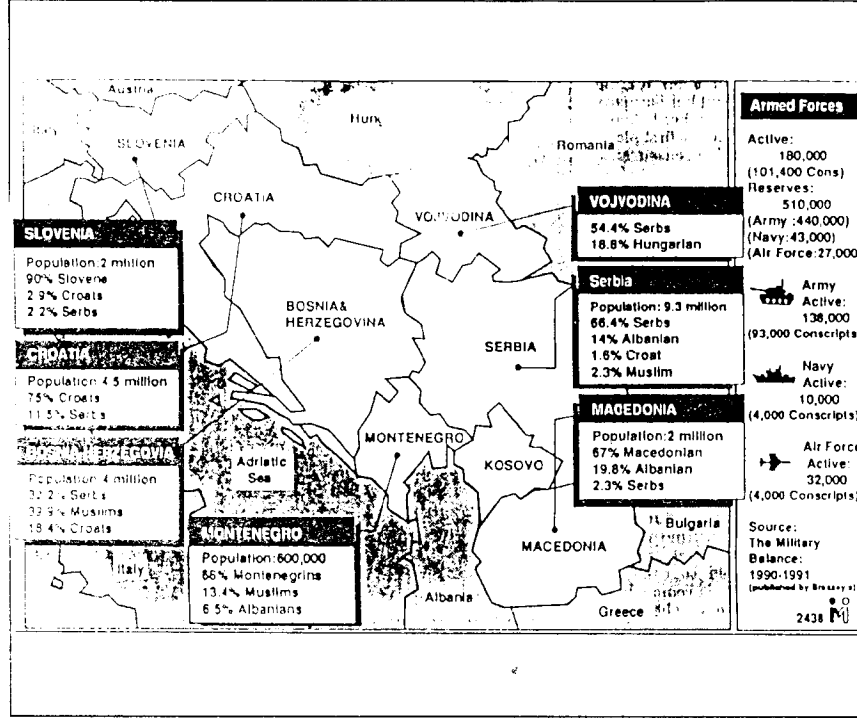 Austria
Italy
SLOVENIA
Hun
Romania
CROATIA
VOJVODINA
BOSNIA&
HERZEGOVINA
SERBIA
MONTENEGRO
KOSOVO
Adriatic
Sea
MACEDONIA
Italy
Albania
Bulgaria
Greece
SLOVENIA
Population:2 million
90% Slovene
2.9% Croats
2.2% Serbs
CROATIA
Population:4.5 million
75% Croats
11.5% Serbs
BOSNIA HERZEGOVIA
Population:4 million
32.2% Serbs
39.9% Muslims
18.4% Croats
MONTENEGRO
Population:600,000
66% Montenegrins
13.4% Muslims
6.5% Albanians
VOJVODINA
54.4% Serbs
18.8% Hungarian
Serbia
Population:9.3 million
66.4% Serbs
14% Albanian
1.6% Croat
2.3% Muslim
MACEDONIA
Population:2 million
67% Macedonian
19.8% Albanian
2.3% Serbs
Armed Forces
Active:
180,000
(101,400 Cons)
Reserves:
510,000
(Army :440,000)
(Navy:43,000)
(Air Force:27,000
Army
Active:
138,000
(93,000 Conscripts
Navy
Active:
10,000
(4,000 Conscripts)
Air Force
Active:
32,000
(4,000 Conscripts)
Source:
The Military
Balance:
1990-1991
(published by
2438 M